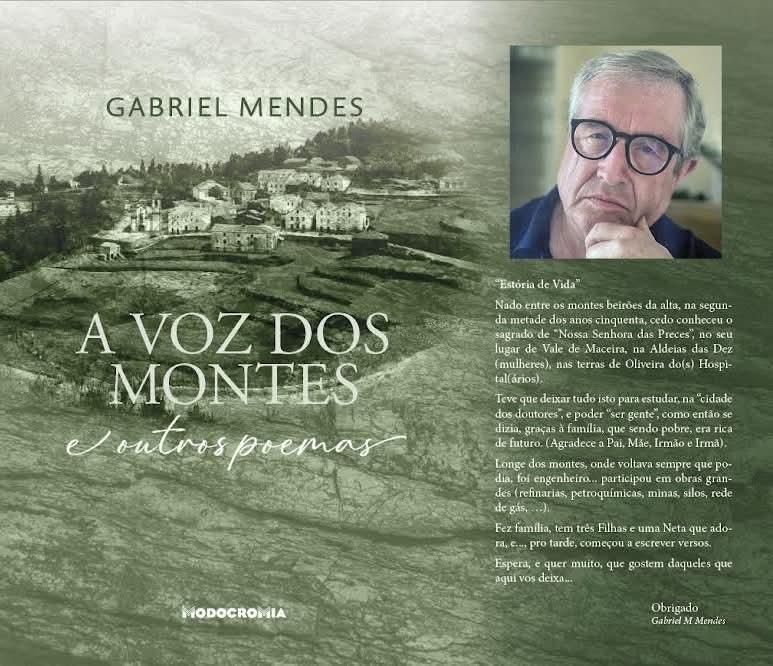 GABRIEL MENDES
A VOZ DOS
MONTES
e outros poemas
MODOCROMIA
“Estória de Vida”
Nado entre os montes beirões da alta, na segun-
da metade dos anos cinquenta, cedo conheceu o
sagrado de “Nossa Senhora das Preces”, no seu
lugar de Vale de Maceira, na Aldeias das Dez
(mulheres), nas terras de Oliveira do(s) Hospi-
tal(ários).
Teve que deixar tudo isto para estudar, na “cidade
dos doutores”, e poder “ser gente”, como então se
dizia, graças à família, que sendo pobre, era rica
de futuro. (Agradece a Pai, Mãe, Irmão e Irmã).
Longe dos montes, onde voltava sempre que po-
dia, foi engenheiro... participou em obras gran-
des (refinarias, petroquímicas, minas, silos, rede
de gás, …).
Fez família, tem três Filhas e uma Neta que ado-
ra, e..., pro tarde, começou a escrever versos.
Espera, e quer muito, que gostem daqueles que
aqui vos deixa...
Obrigado
Gabriel M Mendes